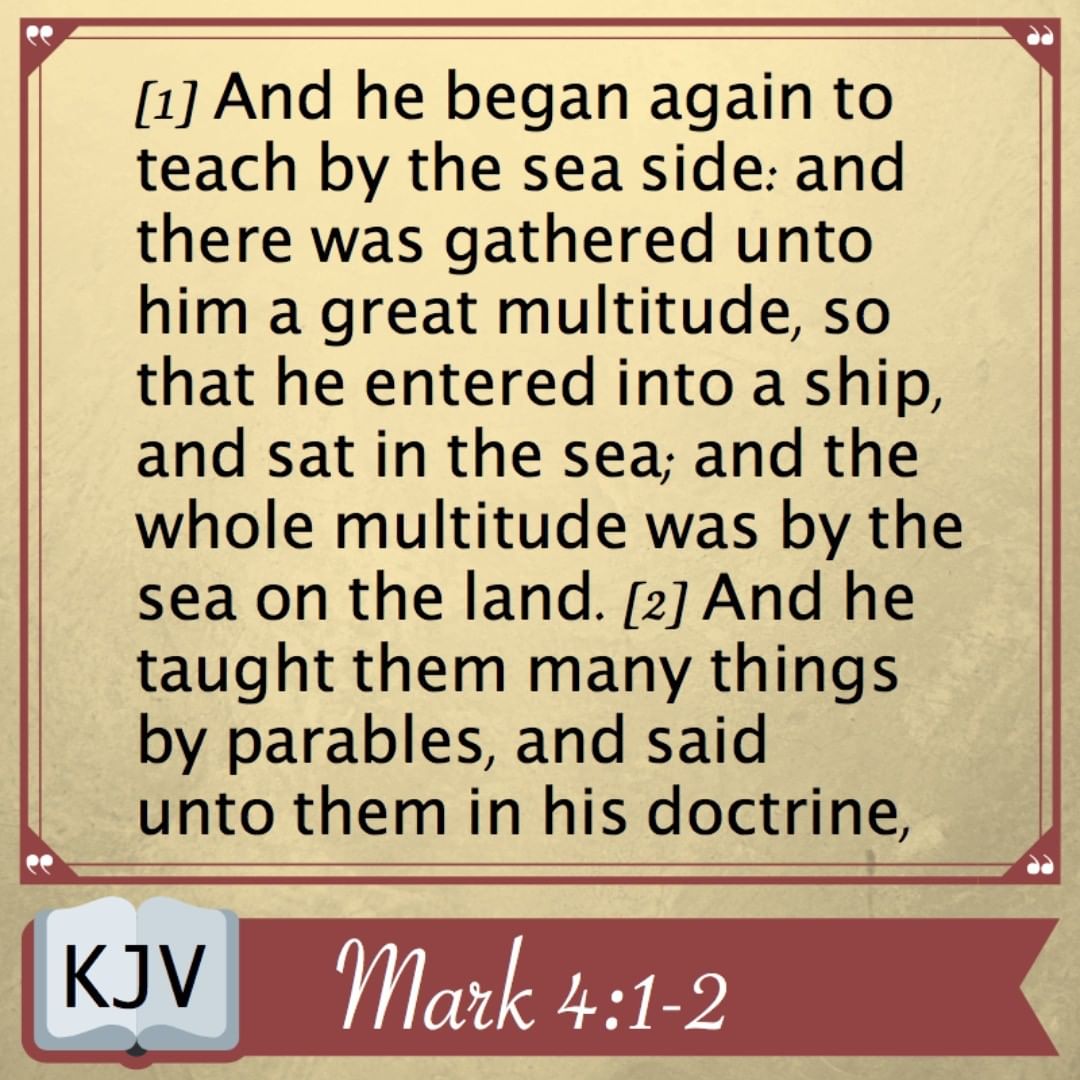 [1] And he began again to
teach by the sea side: and
there was gathered unto
him a great multitude, so
that he entered into a ship,
and sat in the sea; and the
whole multitude was by the
sea on the land. [2] And he
taught them many things
by parables, and said
unto them in his doctrine,
KJV
Mark 4:1-2